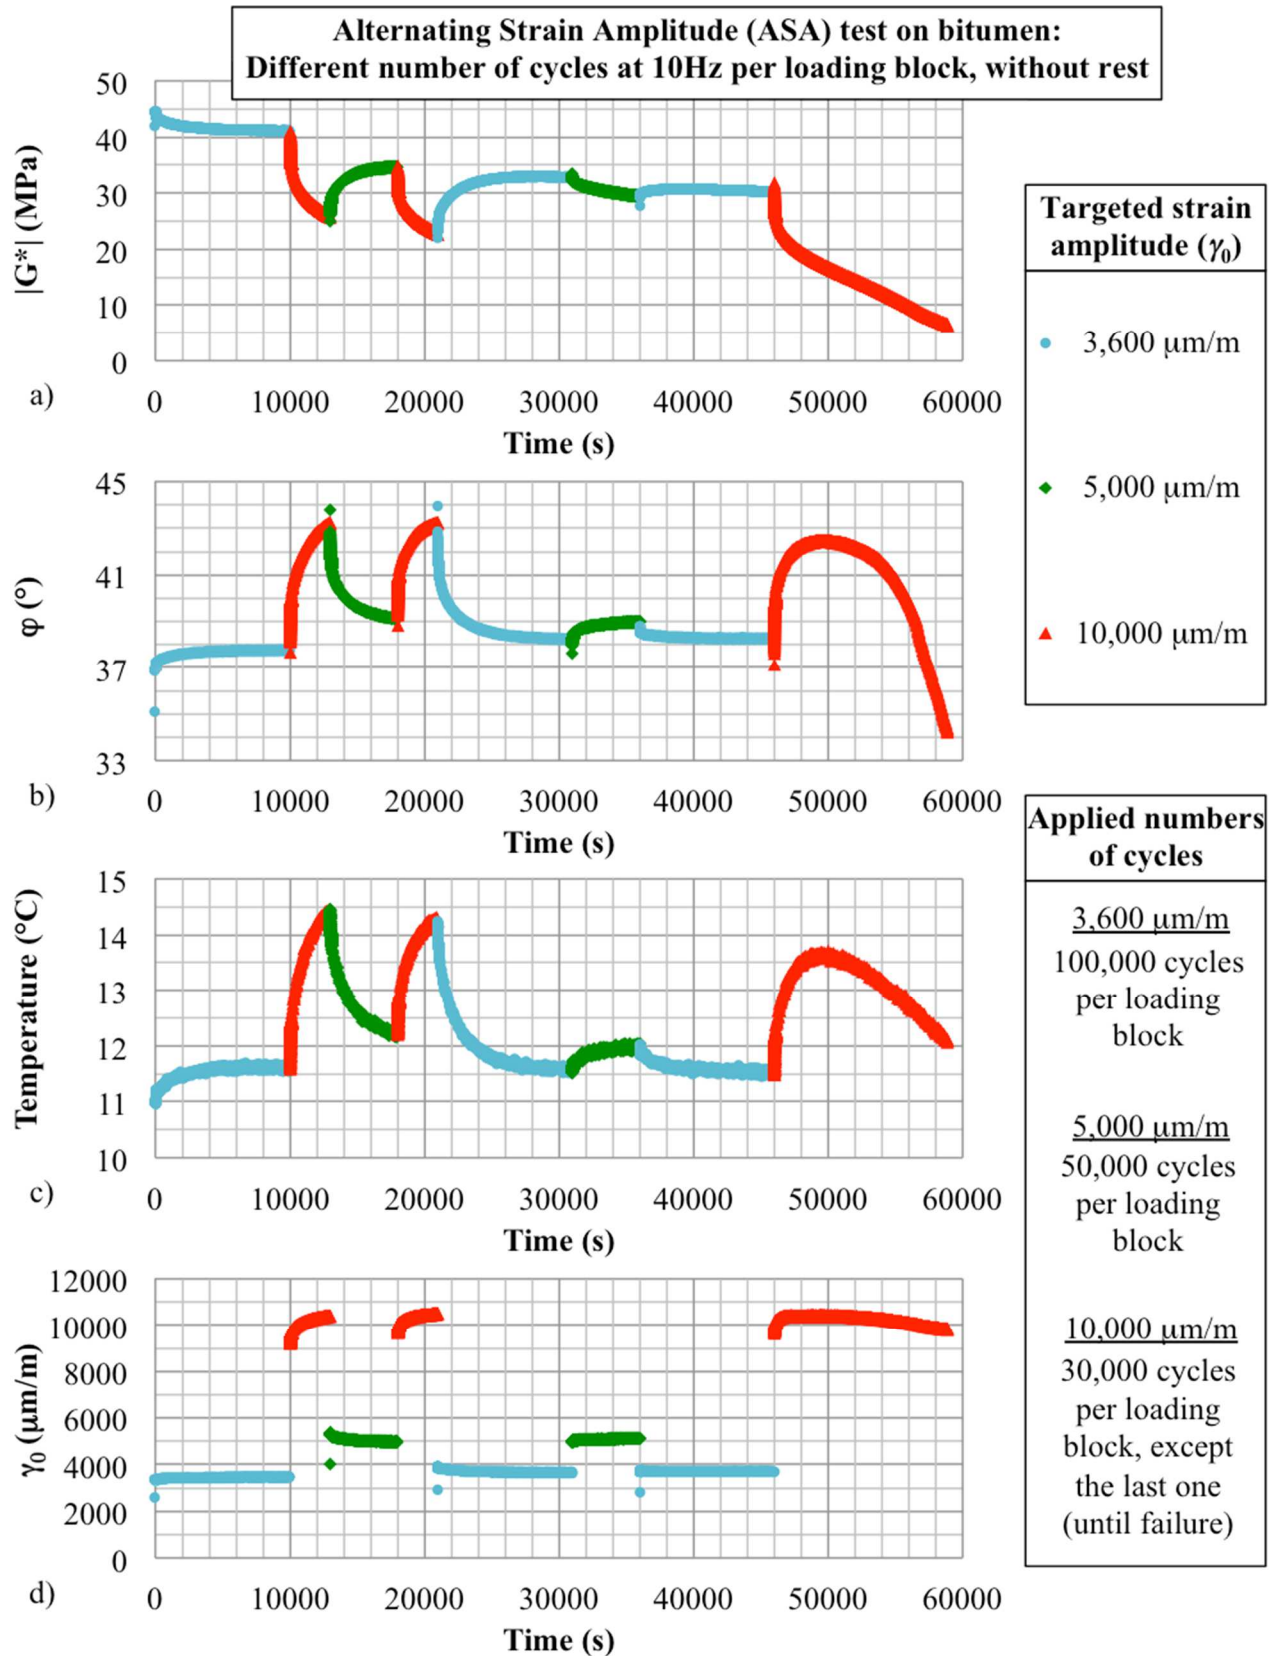 Alternating Strain Amplitude (ASA) test on bitumen:
Different number of cycles at 10Hz per loading block, without rest
50
40
30
20
10
0
|G*| (MPa)
a)
0 10000 20000 30000 40000 50000 60000
Time (s)
45
41
37
33
φ (°)
b)
0 10000 20000 30000 40000 50000 60000
Time (s)
15
14
13
12
11
10
Temperature (°C)
c)
0 10000 20000 30000 40000 50000 60000
Time (s)
12000
10000
8000
6000
4000
2000
0
γ0 (μm/m)
d)
0 10000 20000 30000 40000 50000 60000
Time (s)
Targeted strain
amplitude (γ0)
3,600 μm/m
5,000 μm/m
10,000 μm/m
Applied numbers
of cycles
3,600 μm/m
100,000 cycles
per loading
block
5,000 μm/m
50,000 cycles
per loading
block
10,000 μm/m
30,000 cycles
per loading
block, except
the last one
(until failure)